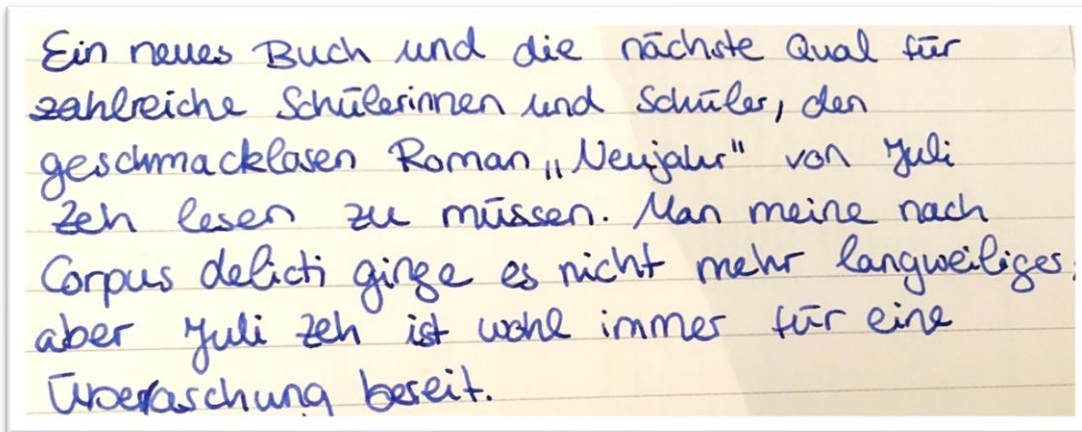 Ein neues Buch und die nächste Qual für
zahlreiche Schülerinnen und Schüler, den
geschmacklosen Roman „Neujahr" von Juli
Zeh lesen zu müssen. Man meine nach
Corpus delicti ginge es nicht mehr langweiliger,
aber Juli Zeh ist wohl immer für eine
Überraschung bereit.